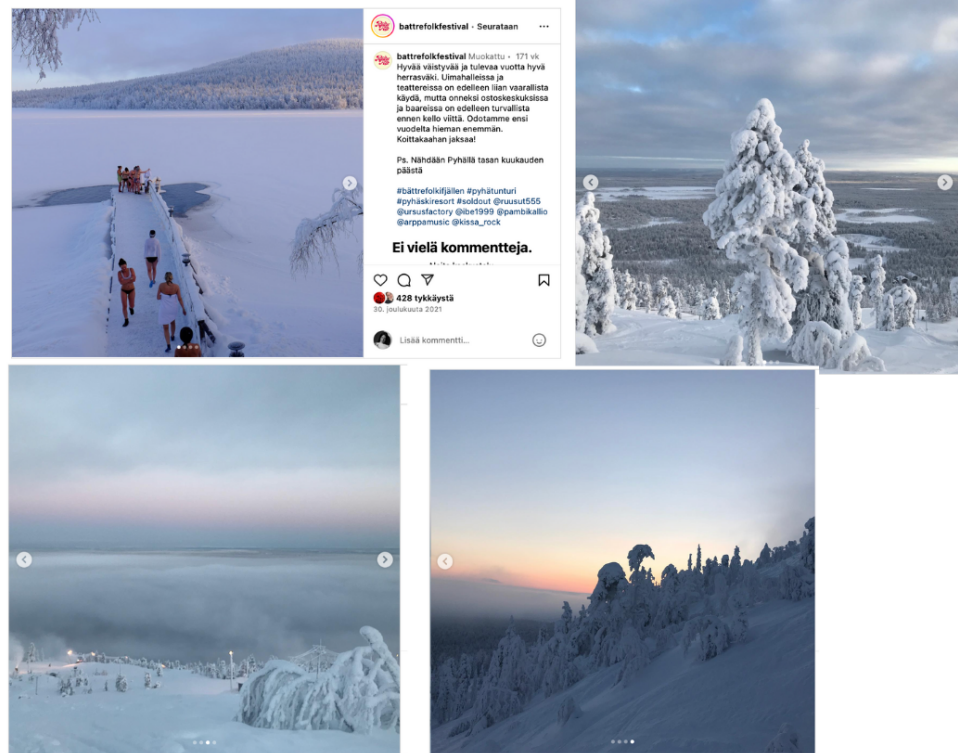 battrefolkfestival • Seurataan
battrefolkfestival Muokattu • 171 vk
Hyvää väistyvää ja tulevaa vuotta hyvä
herrasväki. Uimahalleissa ja
teattereissa on edelleen liian vaarallista
käydä, mutta onneksi ostoskeskuksissa
ja baareissa on edelleen turvallista
ennen kello viittä. Odotamme ensi
vuodelta hieman enemmän.
Koittakaahan jaksaa!
Ps. Nähdään Pyhällä tasan kuukauden
päästä
#bättrefolkifjällen #pyhätunturi
#pyhäskiresort #soldout @ruusut555
@ursusfactory @ibe1999 @pambikallio
@arppamusic @kissa_rock
Ei vielä kommentteja.
428 tykkäystä
30. joulukuuta 2021
Lisää kommentti...